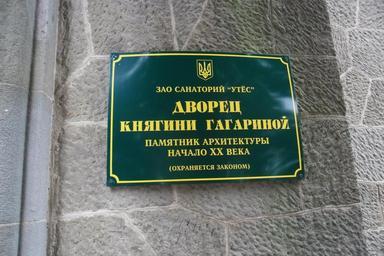 ЗАО САНАТОРИЙ "УТЁС"
ДВОРЕЦ
КНЯГИНИ ГАГАРИНОЙ
ПАМЯТНИК АРХИТЕКТУРЫ
НАЧАЛО XX ВЕКА
(ОХРАНЯЕТСЯ ЗАКОНОМ)